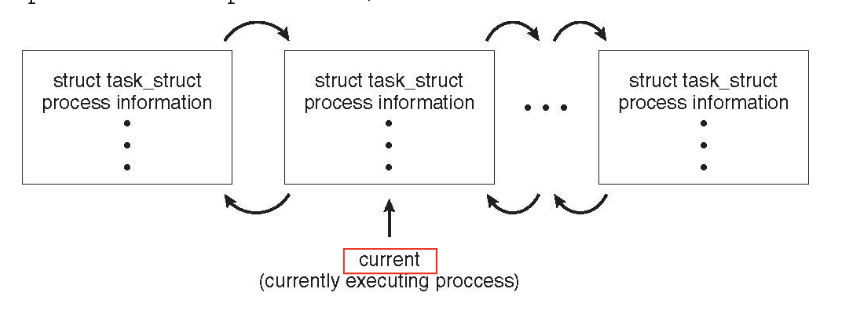 struct task_struct
process information
struct task_struct
process information
struct task_struct
process information
current
(currently executing proccess)